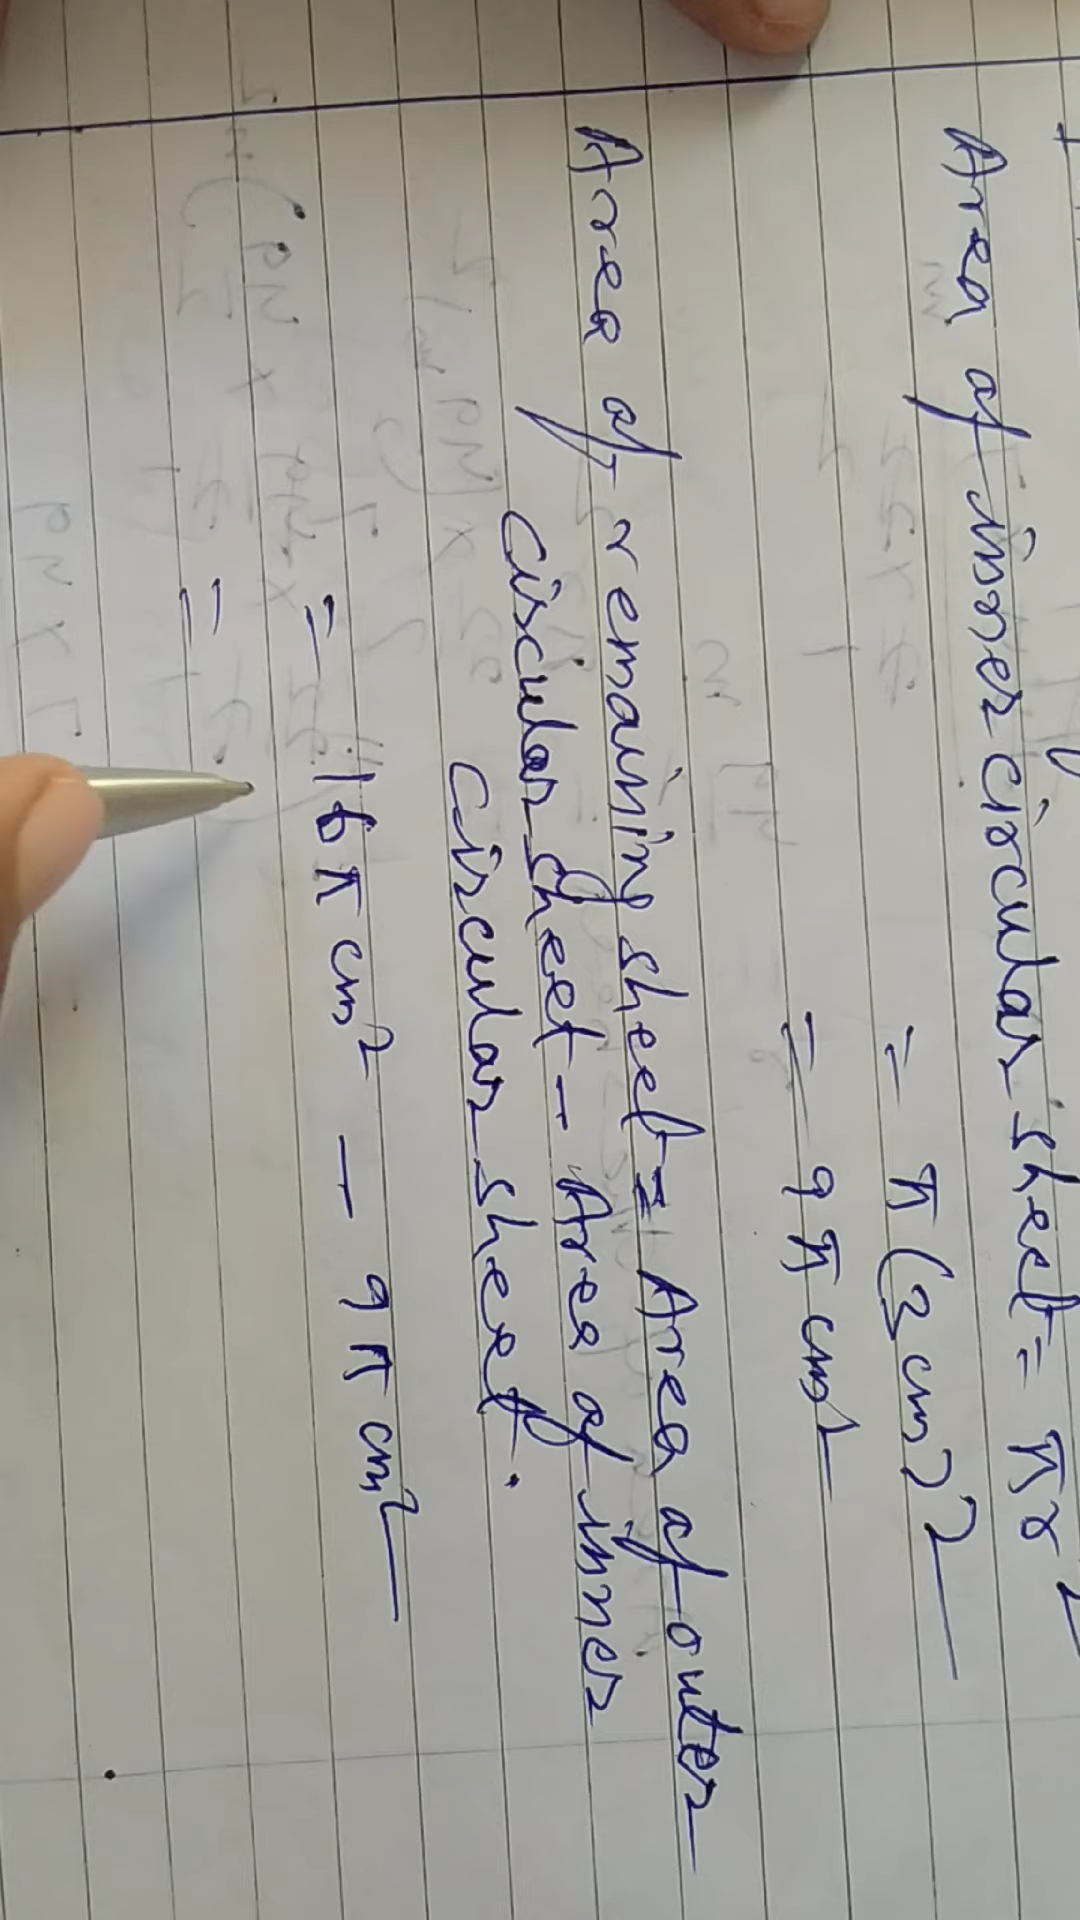 Area of inner circular sheet = πr²
= π(3 cm)²
= 9π cm²
Area of remaining sheet = Area of outer
circular sheet - Area of inner
circular sheet.
= 16π cm² - 9π cm²
=